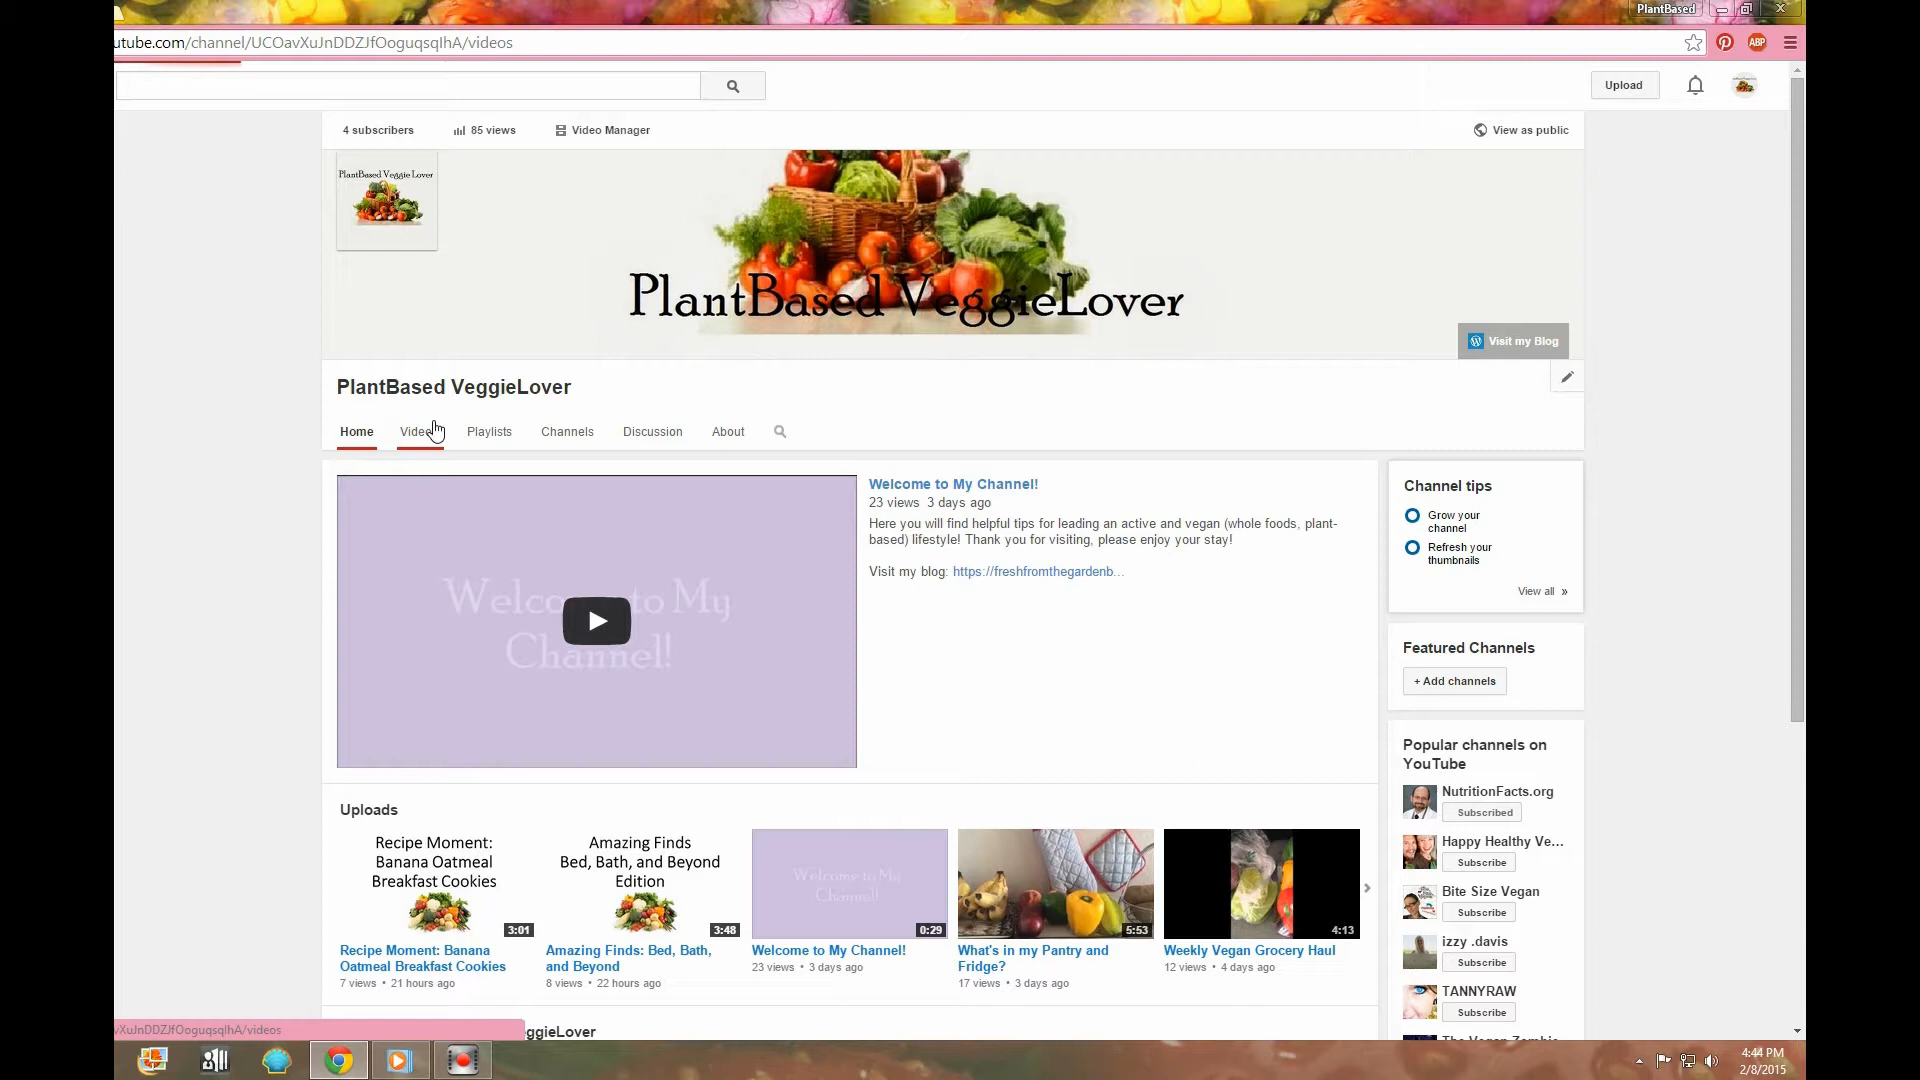 PlantBased
utube.com/channel/UCOavXuJnDDZJfOoguqsqIhA/videos
ABP
Upload
4 subscribers
85 views
Video Manager
View as public
PlantBased Veggie Lover
PlantBased VeggieLover
Visit my Blog
PlantBased VeggieLover
Home
Playlists
Channels
Discussion
About
Welcome to My Channel!
Welcome to My Channel!
23 views 3 days ago
Here you will find helpful tips for leading an active and vegan (whole foods, plant-
based) lifestyle! Thank you for visiting, please enjoy your stay!
Visit my blog: https://freshfromthegardenb...
Channel tips
Grow your
channel
Refresh your
thumbnails
View all »
Featured Channels
+ Add channels
Popular channels on
YouTube
NutritionFacts.org
Subscribed
Happy Healthy Ve...
Subscribe
Bite Size Vegan
Subscribe
izzy .davis
Subscribe
TANNYRAW
Subscribe
Uploads
Recipe Moment:
Banana Oatmeal
Breakfast Cookies
3:01
Recipe Moment: Banana
Oatmeal Breakfast Cookies
7 views • 21 hours ago
Amazing Finds
Bed, Bath, and Beyond
Edition
3:48
Amazing Finds: Bed, Bath,
and Beyond
8 views • 22 hours ago
Welcome to My
Channel!
0:29
Welcome to My Channel!
23 views • 3 days ago
5:53
What's in my Pantry and
Fridge?
17 views • 3 days ago
4:13
Weekly Vegan Grocery Haul
12 views • 4 days ago
vXuJnDDZJfOoguqsqIhA/videos
ggieLover
4:44 PM
2/8/2015